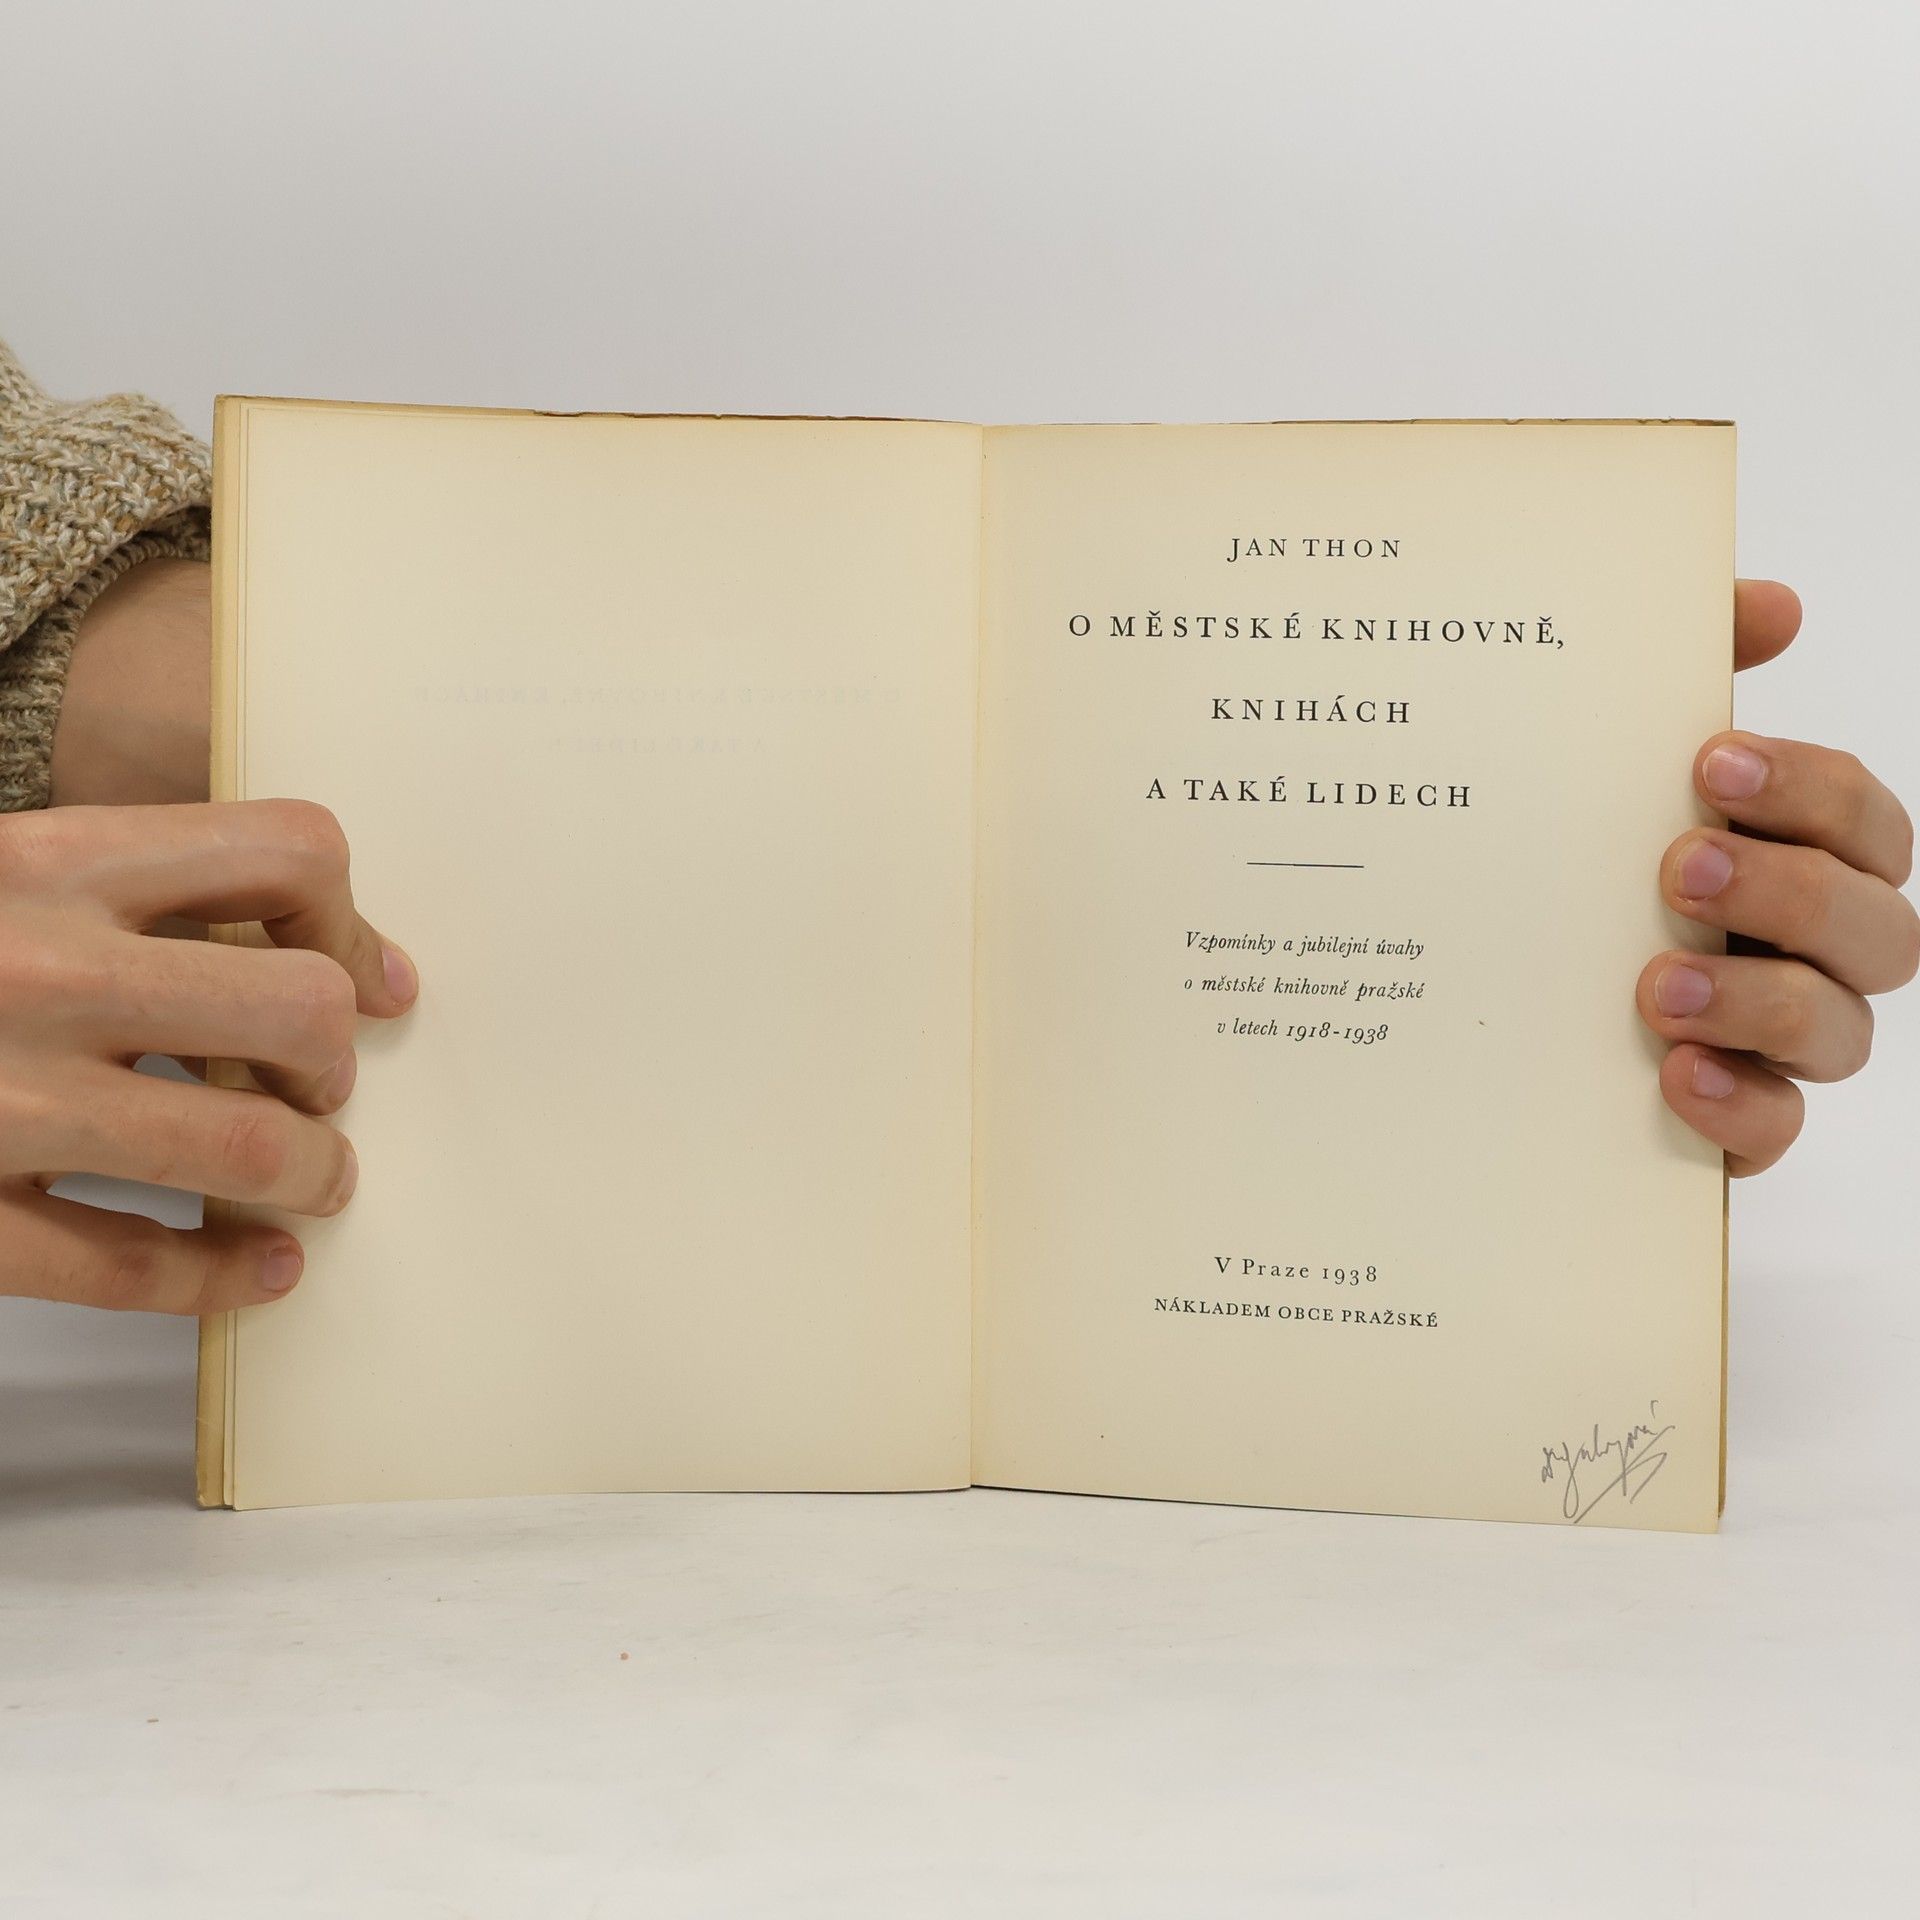 JAN THON
O MĚSTSKÉ KNIHOVNĚ,
KNIHÁCH
A TAKÉ LIDECH
Vzpomínky a jubilejní úvahy
o městské knihovně pražské
v letech 1918-1938
V Praze 1938
NÁKLADEM OBCE PRAŽSKÉ